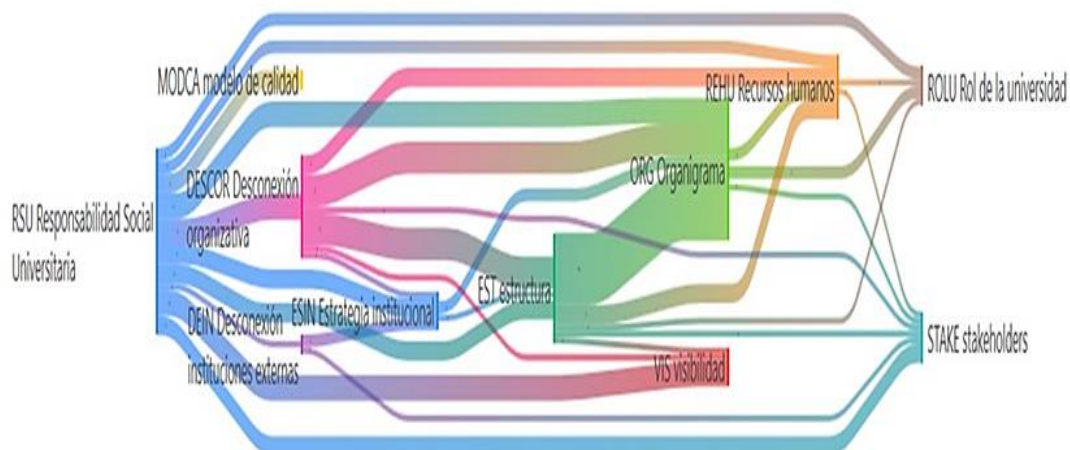 RSU Responsabilidad Social
Universitaria
MODCA modelo de calidad
DESCOR Desconexión
organizativa
DEIN Desconexión
instituciones externas
ESIN Estrategia institucional
EST estructura
ORG Organigrama
VIS visibilidad
REHU Recursos humanos
ROLU Rol de la universidad
STAKE stakeholders